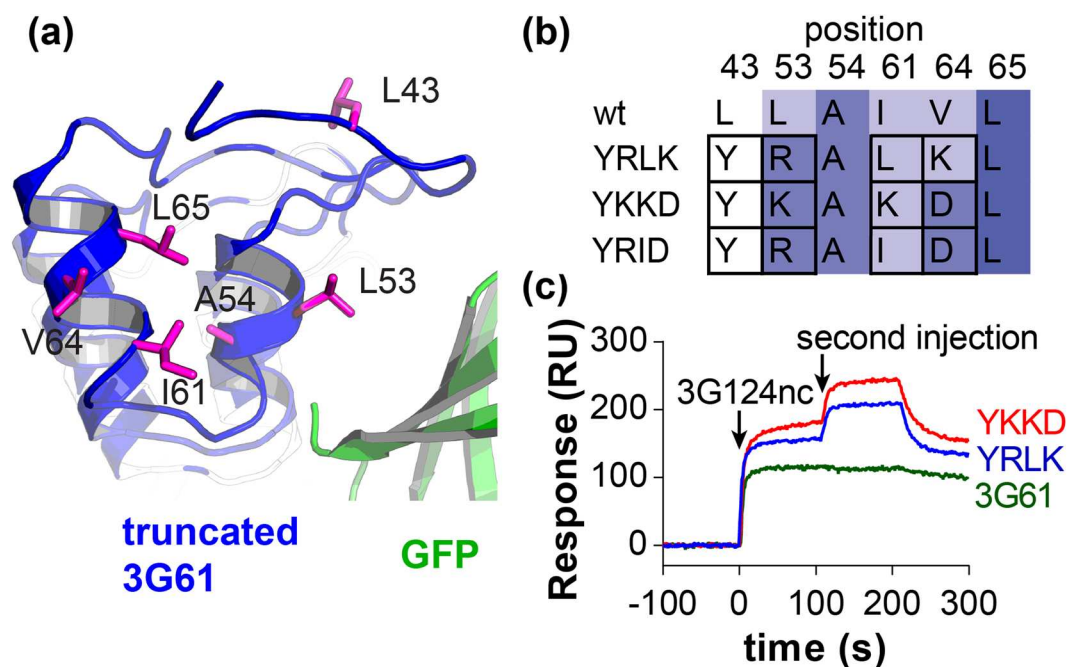 (a)
L43
L65
L53
A54
V64
I61
truncated
3G61
GFP
(b)
position
43 53 54 61 64 65
wt L L A I V L
YRLK Y R A L K L
YKKD Y K A K D L
YRID Y R A I D L
(c)
Response (RU)
300
200
100
0
second injection
3G124nc
YKKD
YRLK
3G61
-100 0 100 200 300
time (s)